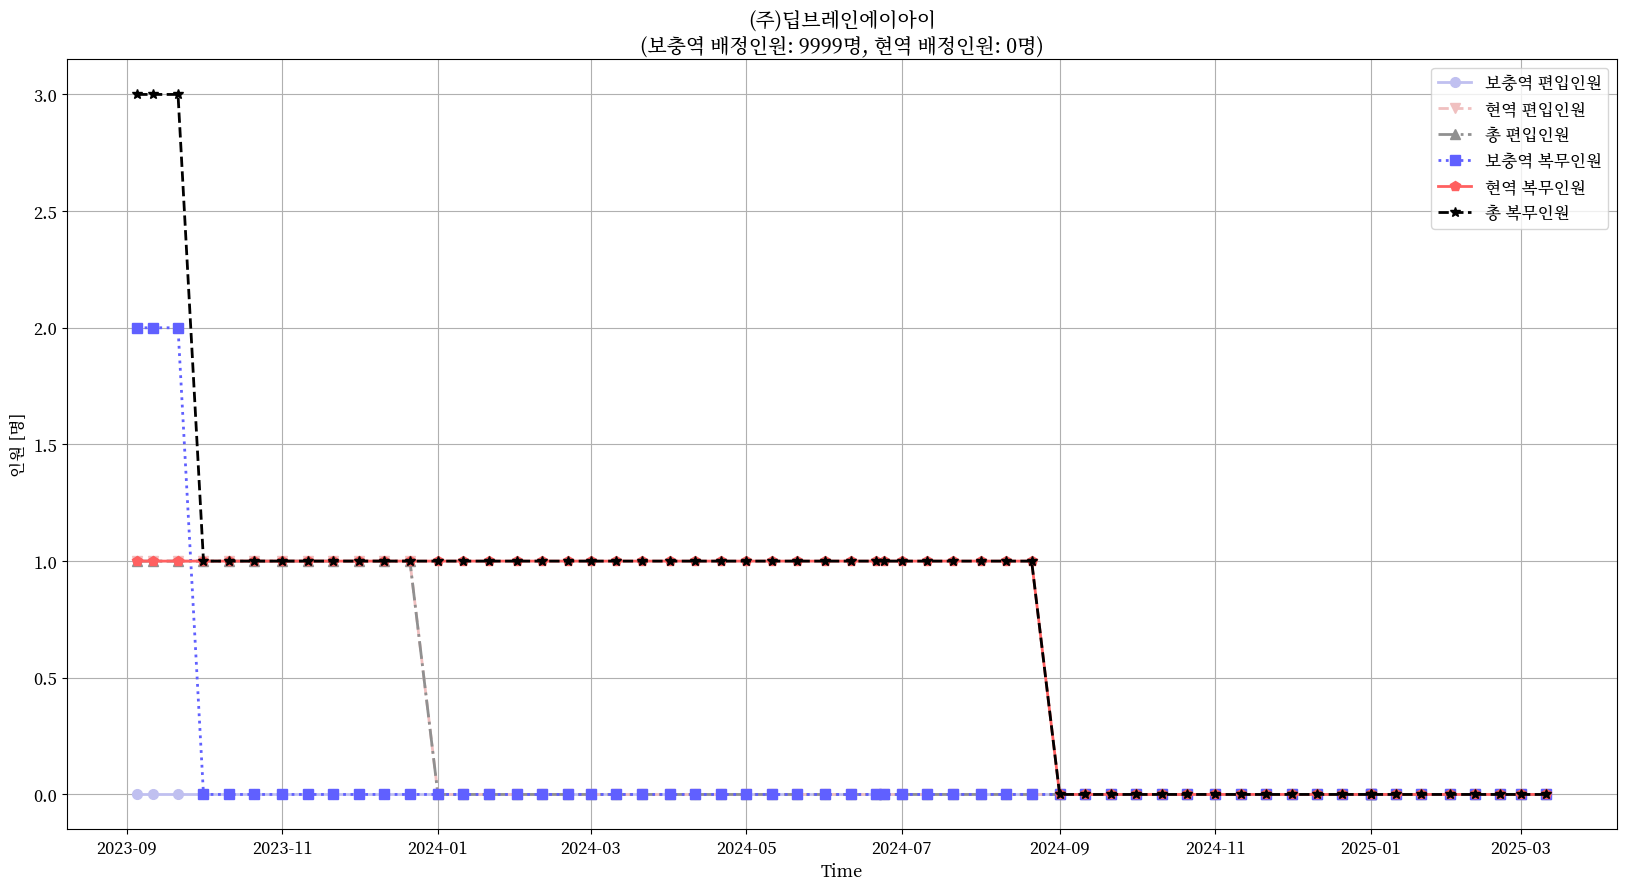 (주)딥브레인에이아이
(보충역 배정인원: 9999명, 현역 배정인원: 0명)
보충역 편입인원
현역 편입인원
총 편입인원
보충역 복무인원
현역 복무인원
총 복무인원
3.0
2.5
2.0
1.5
1.0
0.5
0.0
인원 [명]
2023-09 2023-11 2024-01 2024-03 2024-05 2024-07 2024-09 2024-11 2025-01 2025-03
Time